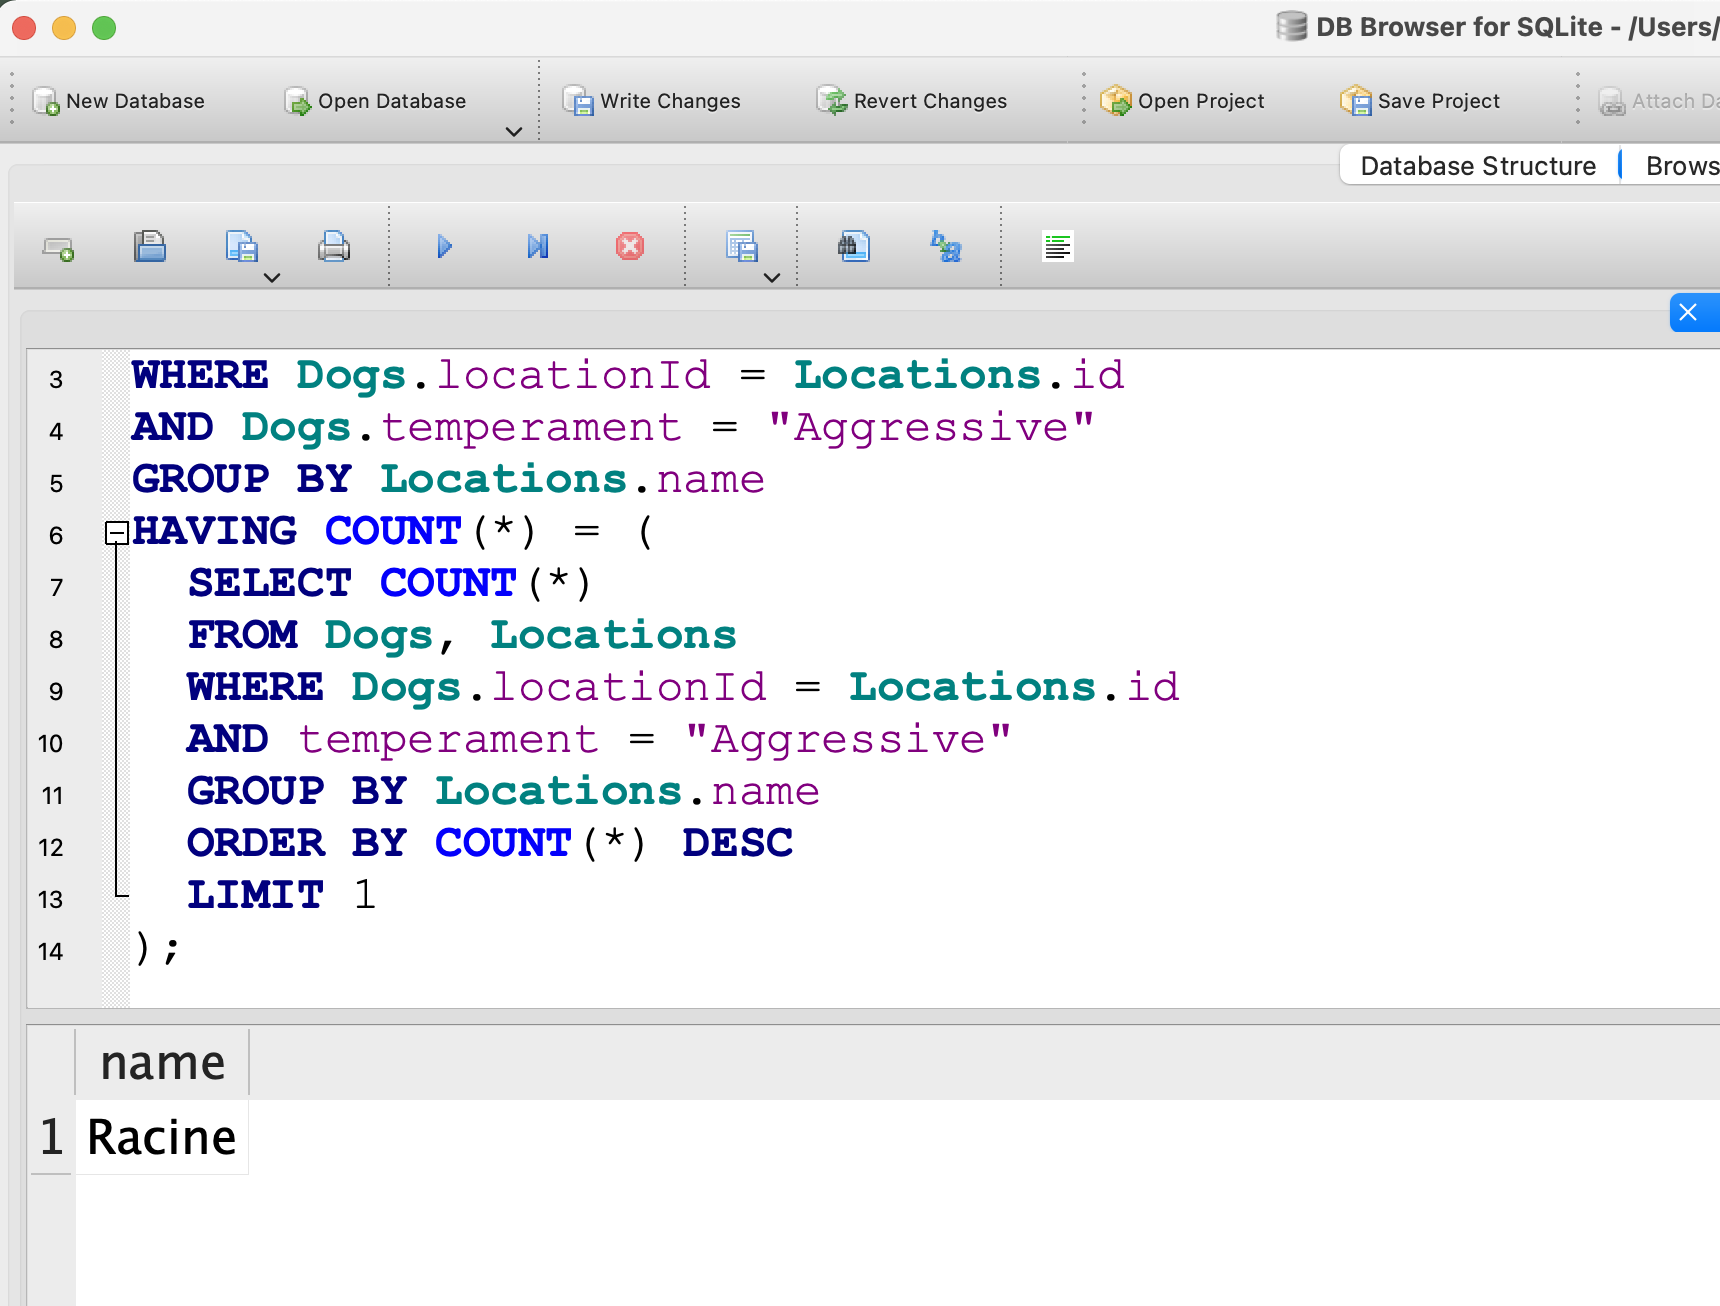 DB Browser for SQLite - /Users/
New Database Open Database Write Changes Revert Changes Open Project Save Project Attach
Database Structure
3 WHERE Dogs.locationId = Locations.id
4 AND Dogs.temperament = "Aggressive"
5 GROUP BY Locations.name
6 HAVING COUNT(*) = (
7 SELECT COUNT(*)
8 FROM Dogs, Locations
9 WHERE Dogs.locationId = Locations.id
10 AND temperament = "Aggressive"
11 GROUP BY Locations.name
12 ORDER BY COUNT(*) DESC
13 LIMIT 1
14 );
name
1 Racine